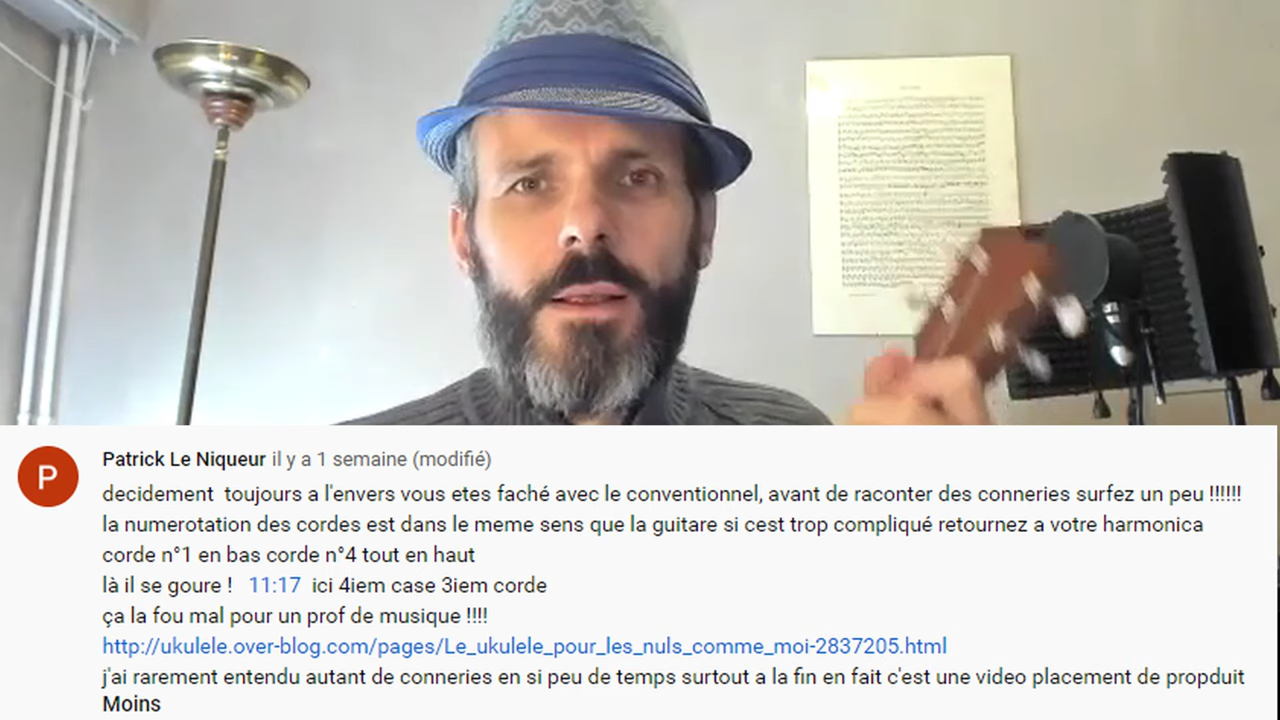 P
Patrick Le Niqueur il y a 1 semaine (modifié)
decidement toujours a l'envers vous etes faché avec le conventionnel, avant de raconter des conneries surfez un peu !!!!!!
la numerotation des cordes est dans le meme sens que la guitare si cest trop compliqué retournez a votre harmonica
corde n°1 en bas corde n°4 tout en haut
là il se goure ! 11:17 ici 4iem case 3iem corde
ça la fou mal pour un prof de musique !!!!
http://ukulele.over-blog.com/pages/Le_ukulele_pour_les_nuls_comme_moi-2837205.html
j'ai rarement entendu autant de conneries en si peu de temps surtout a la fin en fait c'est une video placement de propduit
Moins